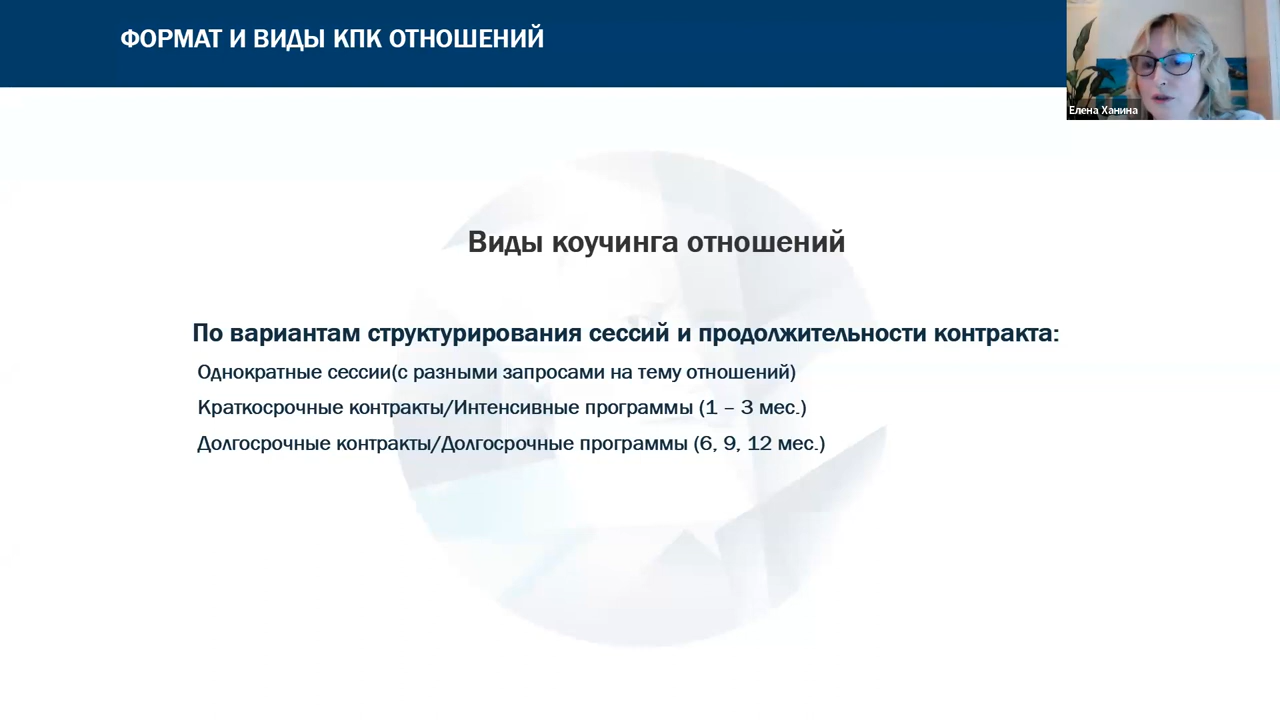 ФОРМАТ И ВИДЫ КПК ОТНОШЕНИЙ
Елена Ханина
Виды коучинга отношений
По вариантам структурирования сессий и продолжительности контракта:
Однократные сессии(с разными запросами на тему отношений)
Краткосрочные контракты/Интенсивные программы (1 – 3 мес.)
Долгосрочные контракты/Долгосрочные программы (6, 9, 12 мес.)